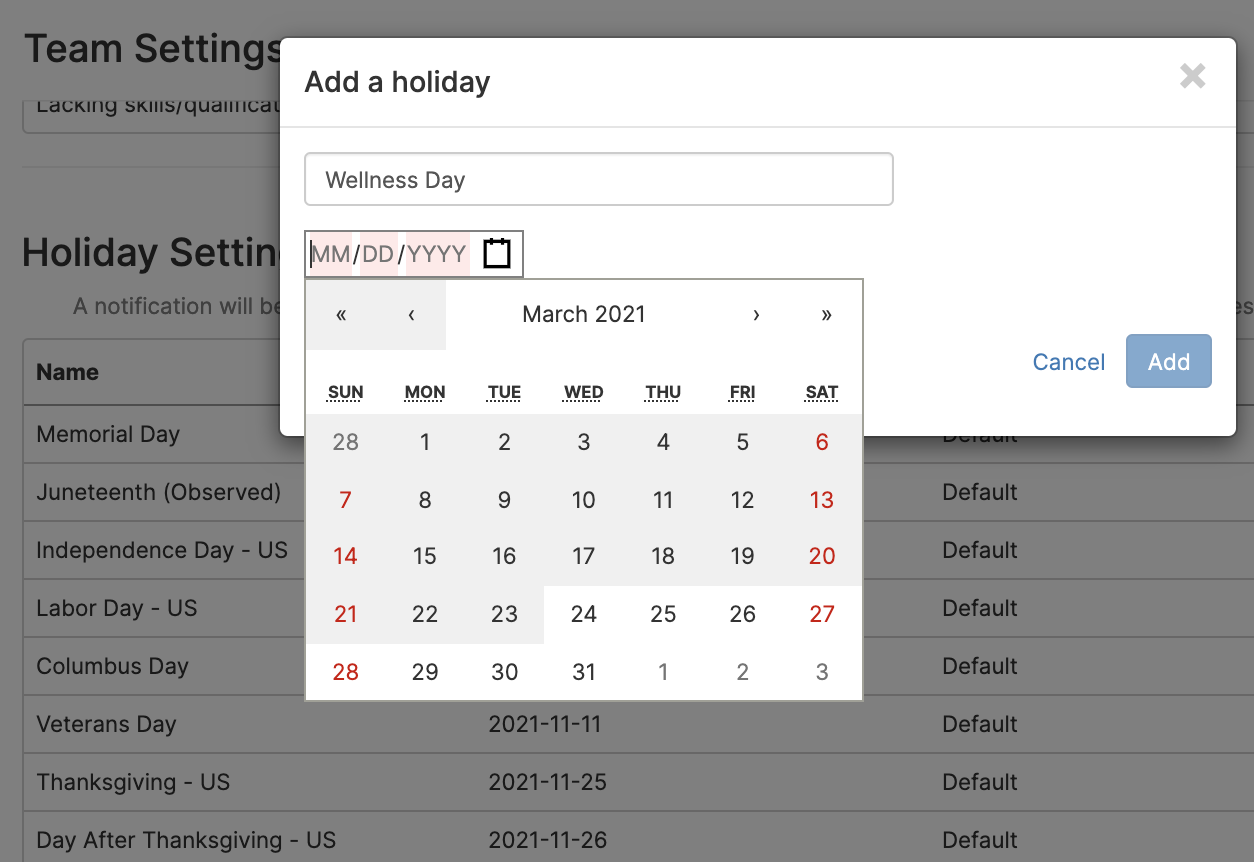 Team Settings
Add a holiday
Lacking skills/qualificat
Wellness Day
Holiday Settin
MM/DD/YYYY
A notification will be
es
« ‹ March 2021 › »
Cancel
Add
Name
SUN MON TUE WED THU FRI SAT
Memorial Day
Default
28 1 2 3 4 5 6
Juneteenth (Observed)
7 8 9 10 11 12 13
Default
Independence Day - US
14 15 16 17 18 19 20
Default
Labor Day - US
21 22 23 24 25 26 27
Default
Columbus Day
28 29 30 31 1 2 3
Default
Veterans Day 2021-11-11 Default
Thanksgiving - US 2021-11-25 Default
Day After Thanksgiving - US 2021-11-26 Default